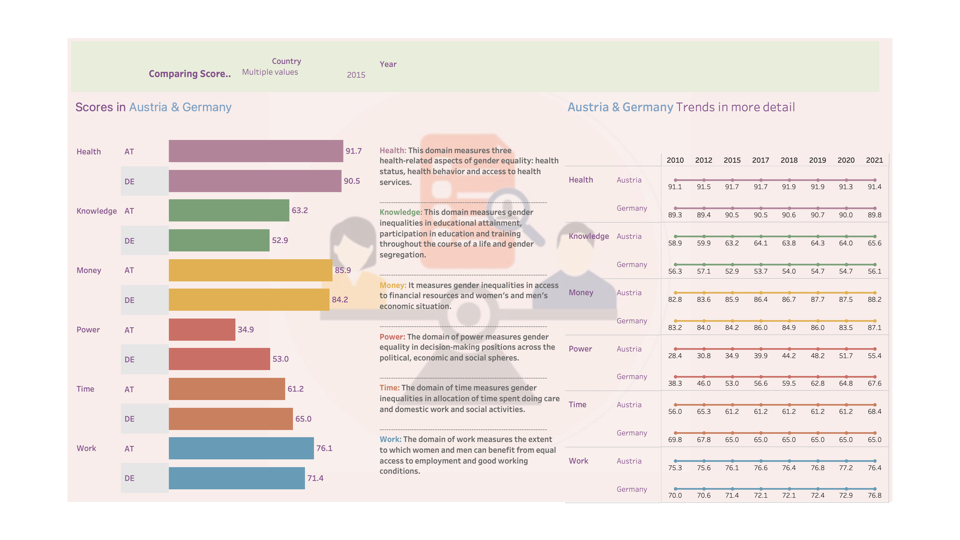 Comparing Score..
Country
Multiple values
2015
Year
Scores in Austria & Germany
Health AT 91.7
DE 90.5
Knowledge AT 63.2
DE 52.9
Money AT 85.9
DE 84.2
Power AT 34.9
DE 53.0
Time AT 61.2
DE 65.0
Work AT 76.1
DE 71.4
Health: This domain measures three
health-related aspects of gender equality: health
status, health behavior and access to health
services.
Knowledge: This domain measures gender
inequalities in educational attainment,
participation in education and training
throughout the course of a life and gender
segregation.
Money: It measures gender inequalities in access
to financial resources and women's and men's
economic situation.
Power: The domain of power measures gender
equality in decision-making positions across the
political, economic and social spheres.
Time: The domain of time measures gender
inequalities in allocation of time spent doing care
and domestic work and social activities.
Work: The domain of work measures the extent
to which women and men can benefit from equal
access to employment and good working
conditions.
Austria & Germany Trends in more detail
2010 2012 2015 2017 2018 2019 2020 2021
Health Austria
91.1 91.5 91.7 91.7 91.9 91.9 91.3 91.4
Germany
89.3 89.4 90.5 90.5 90.6 90.7 90.0 89.8
Knowledge Austria
58.9 59.9 63.2 64.1 63.8 64.3 64.0 65.6
Germany
56.3 57.1 52.9 53.7 54.0 54.7 54.7 56.1
Money Austria
82.8 83.6 85.9 86.4 86.7 87.7 87.5 88.2
Germany
83.2 84.0 84.2 86.0 84.9 86.0 83.5 87.1
Power Austria
28.4 30.8 34.9 39.9 44.2 48.2 51.7 55.4
Germany
38.3 46.0 53.0 56.6 59.5 62.8 64.8 67.6
Time Austria
56.0 65.3 61.2 61.2 61.2 61.2 61.2 68.4
Germany
69.8 67.8 65.0 65.0 65.0 65.0 65.0 65.0
Work Austria
75.3 75.6 76.1 76.6 76.4 76.8 77.2 76.4
Germany
70.0 70.6 71.4 72.1 72.1 72.4 72.9 76.8